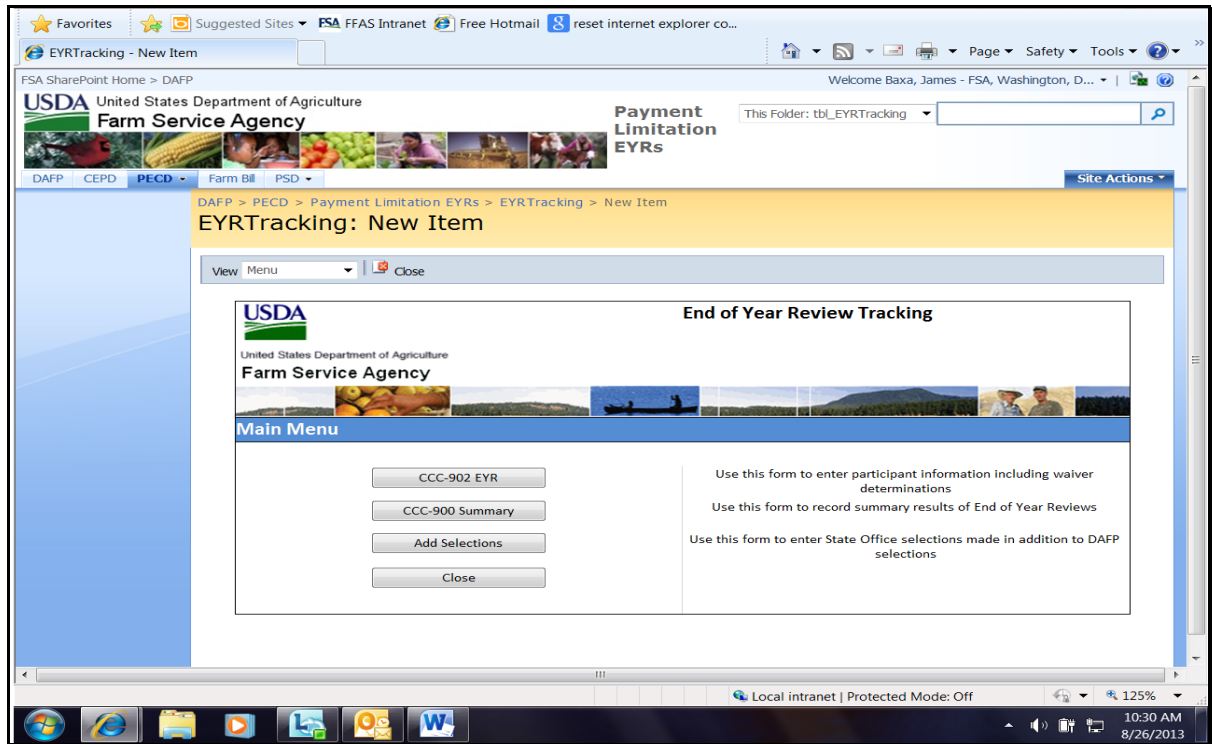 Favorites Suggested Sites FSA FFAS Intranet Free Hotmail 8 reset internet explorer co...
EYRTracking - New Item
Page Safety Tools »
FSA SharePoint Home > DAFP
Welcome Baxa, James - FSA, Washington, D... |
USDA United States Department of Agriculture
Farm Service Agency
Payment
Limitation
EYRs
This Folder: tbl_EYRTracking
DAFP CEPD PECD Farm Bill PSD
Site Actions
DAFP > PECD > Payment Limitation EYRs > EYRTracking > New Item
EYRTracking: New Item
View Menu Close
USDA
End of Year Review Tracking
United States Department of Agriculture
Farm Service Agency
Main Menu
CCC-902 EYR
Use this form to enter participant information including waiver
determinations
CCC-900 Summary
Use this form to record summary results of End of Year Reviews
Add Selections
Use this form to enter State Office selections made in addition to DAFP
selections
Close
Local intranet | Protected Mode: Off
125%
10:30 AM
8/26/2013